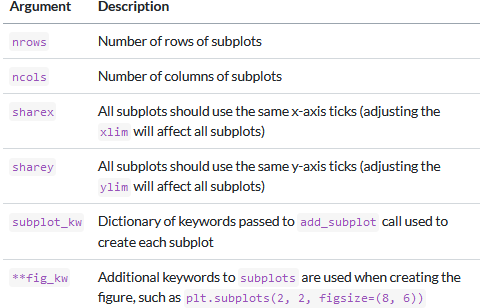 Argument Description
nrows Number of rows of subplots
ncols Number of columns of subplots
sharex All subplots should use the same x-axis ticks (adjusting the
xlim will affect all subplots)
sharey All subplots should use the same y-axis ticks (adjusting the
ylim will affect all subplots)
subplot_kw Dictionary of keywords passed to add_subplot call used to
create each subplot
**fig_kw Additional keywords to subplots are used when creating the
figure, such as plt.subplots(2, 2, figsize=(8, 6))